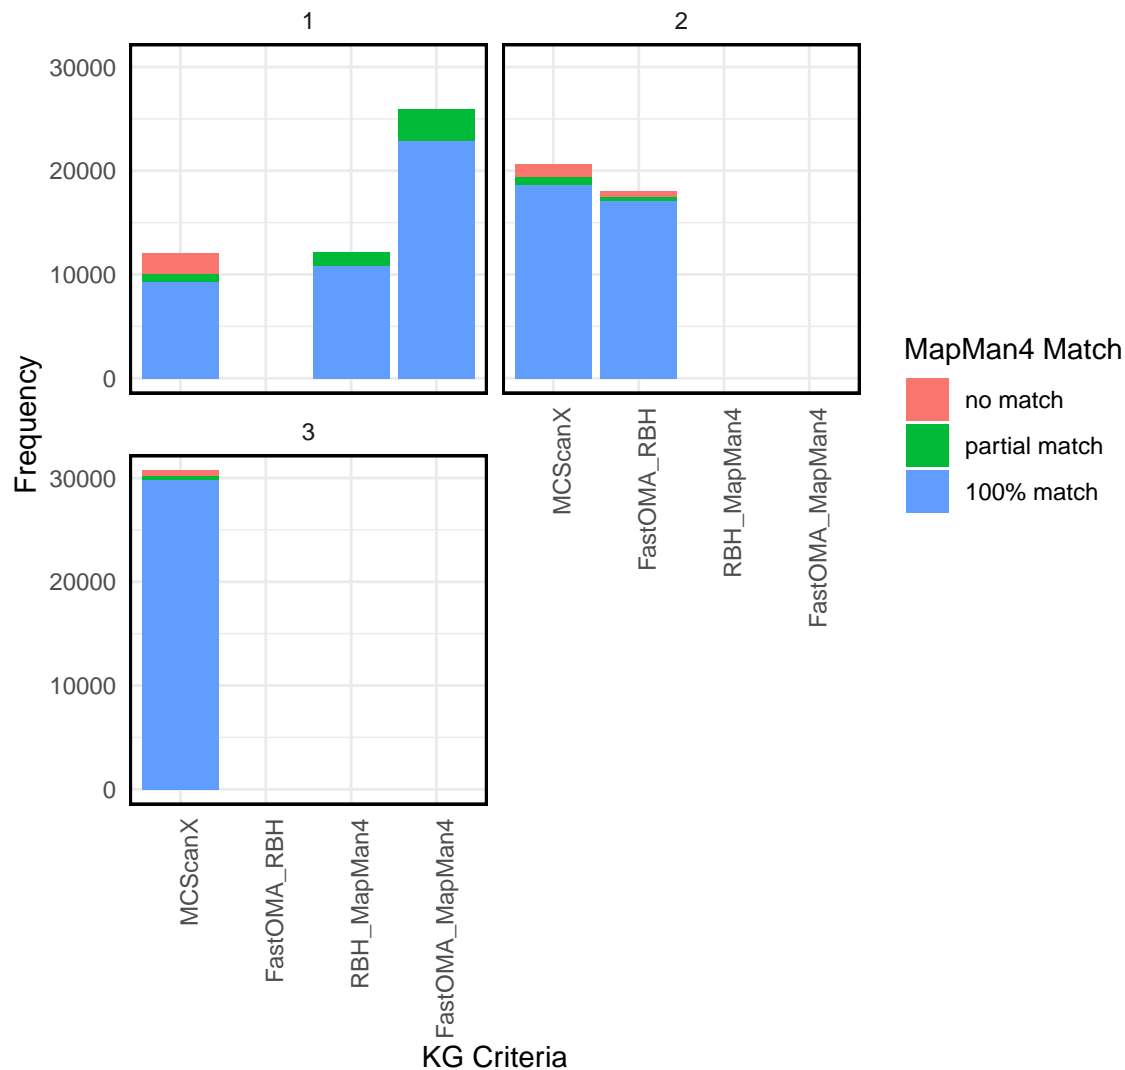 1
2
30000
20000
10000
0
Frequency
MCScanX
FastOMA_RBH
RBH_MapMan4
FastOMA_MapMan4
MapMan4 Match
no match
partial match
100% match
3
30000
20000
10000
0
MCScanX
FastOMA_RBH
RBH_MapMan4
FastOMA_MapMan4
KG Criteria